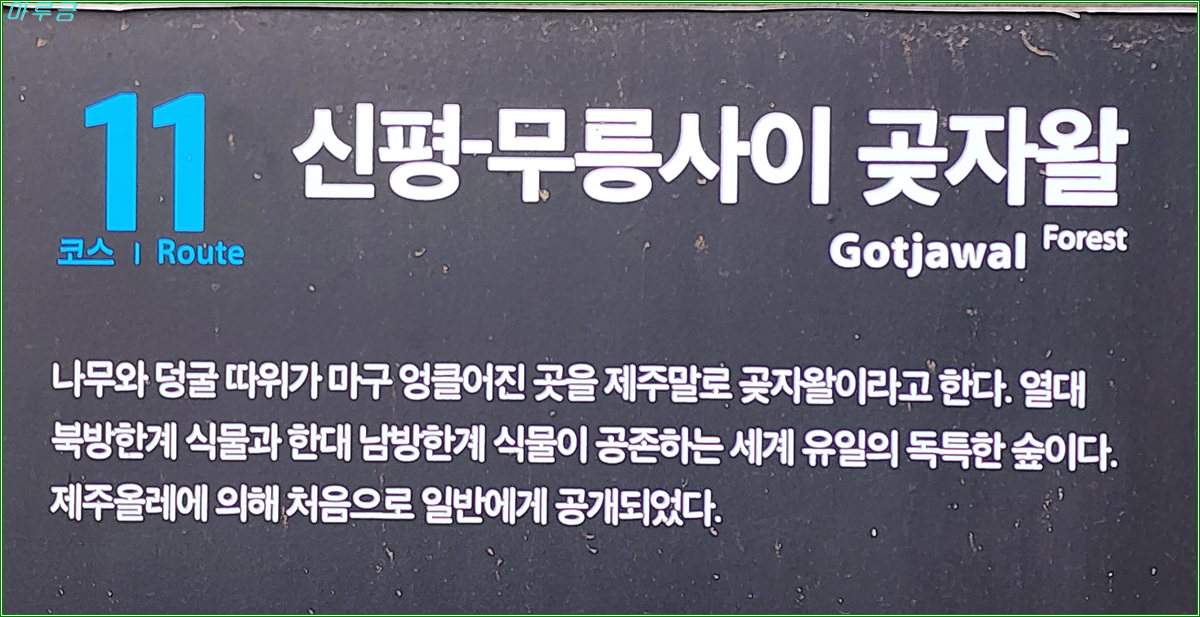 마루금
11
신평-무릉사이 곶자왈
코스 | Route
Gotjawal Forest
나무와 덩굴 따위가 마구 엉클어진 곳을 제주말로 곶자왈이라고 한다. 열대
북방한계 식물과 한대 남방한계 식물이 공존하는 세계 유일의 독특한 숲이다.
제주올레에 의해 처음으로 일반에게 공개되었다.